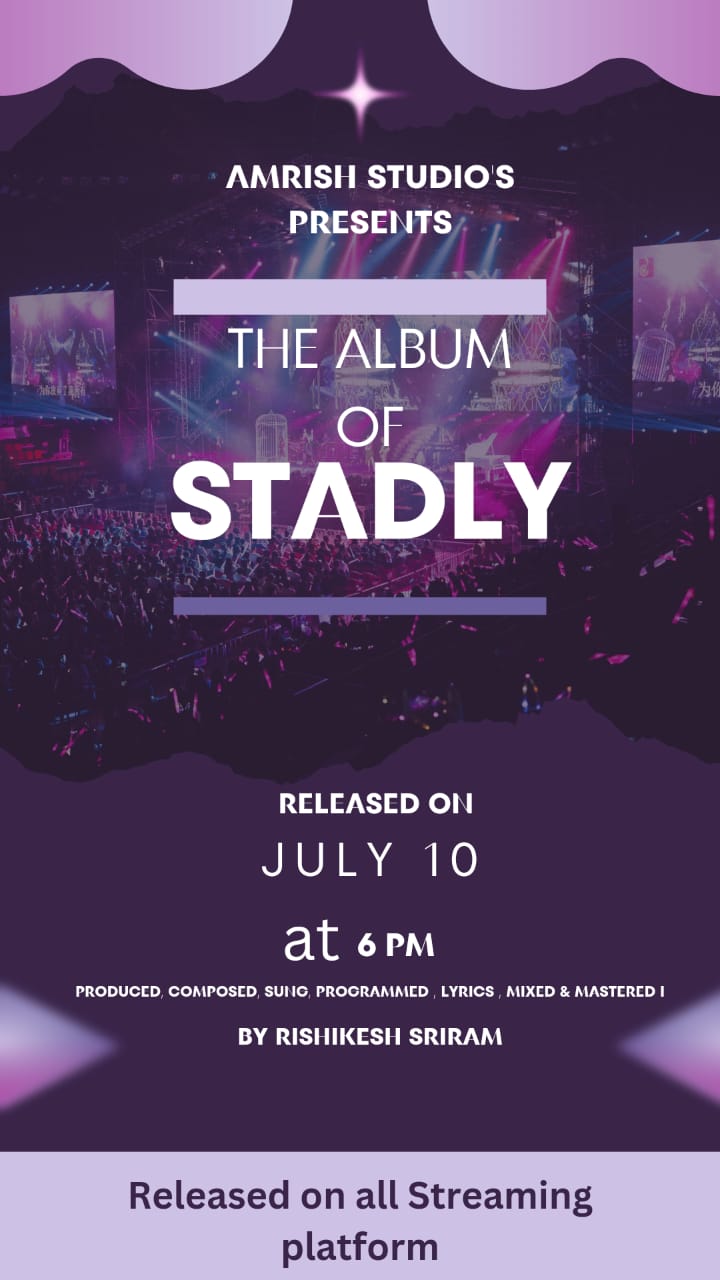 AMRISH STUDIO'S
PRESENTS
THE ALBUM
OF
STADLY
RELEASED ON
JULY 10
at 6 PM
PRODUCED, COMPOSED, SUNG, PROGRAMMED , LYRICS , MIXED & MASTERED I
BY RISHIKESH SRIRAM
Released on all Streaming
platform